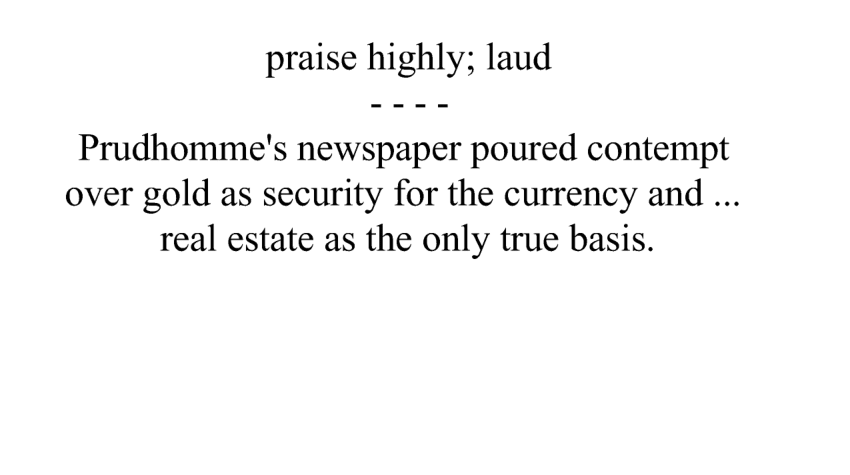 praise highly; laud
- - - -
Prudhomme's newspaper poured contempt
over gold as security for the currency and ...
real estate as the only true basis.